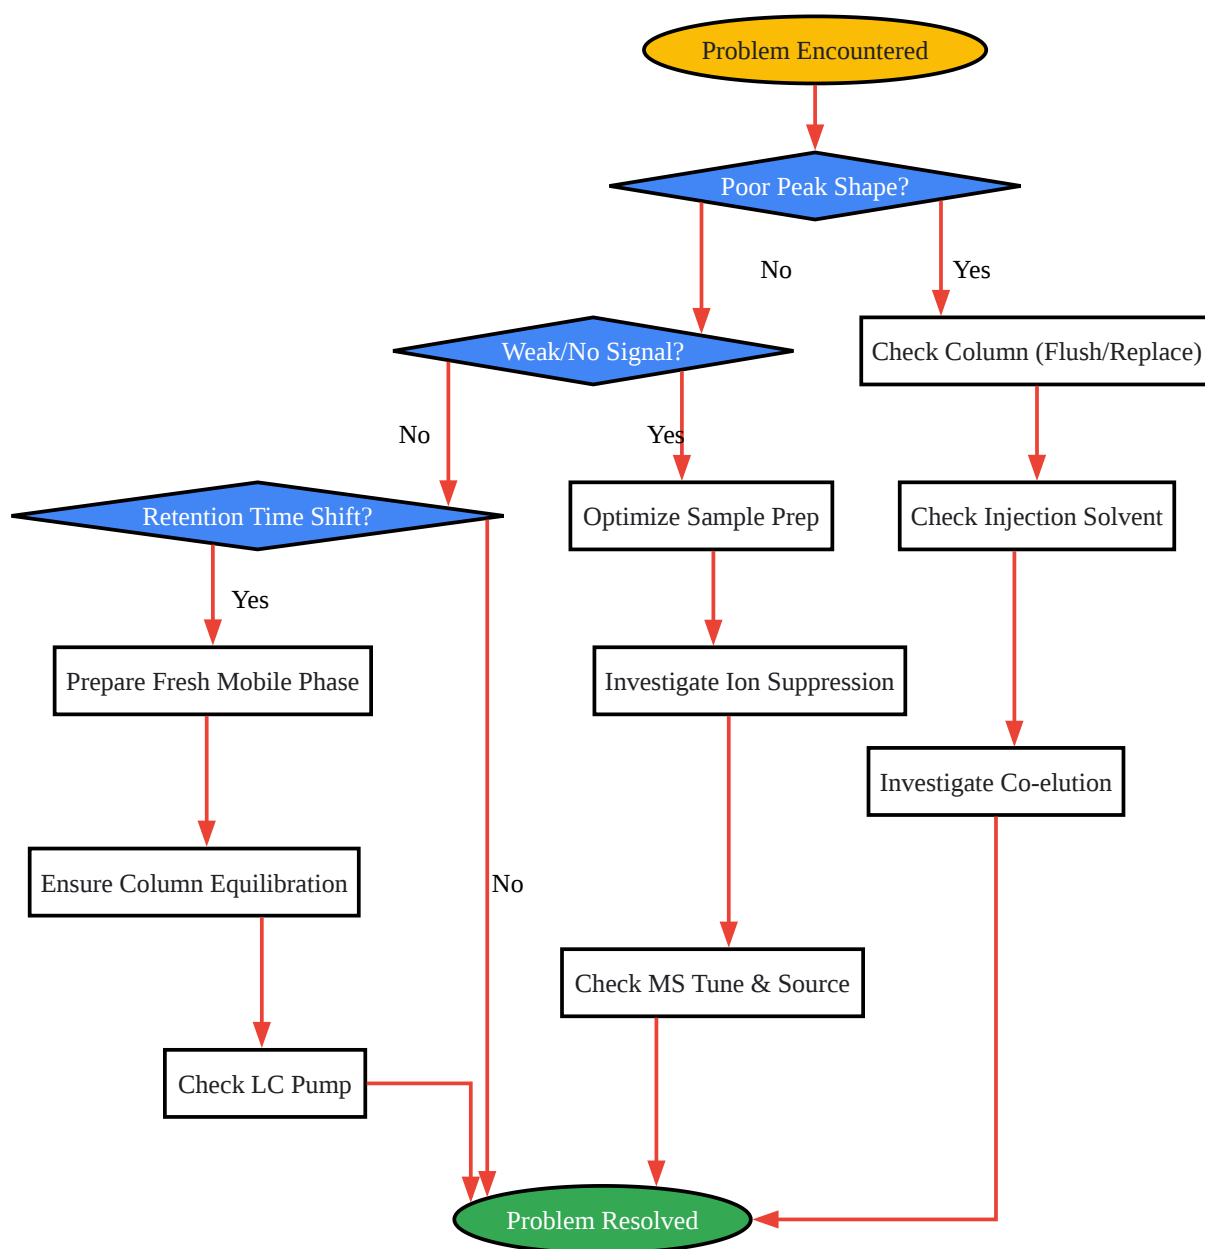 Problem Encountered
Poor Peak Shape?
No
Yes
Weak/No Signal?
Check Column (Flush/Replace)
No
Yes
Retention Time Shift?
Optimize Sample Prep
Check Injection Solvent
Yes
Prepare Fresh Mobile Phase
Investigate Ion Suppression
Investigate Co-elution
Ensure Column Equilibration
No
Check MS Tune & Source
Check LC Pump
Problem Resolved